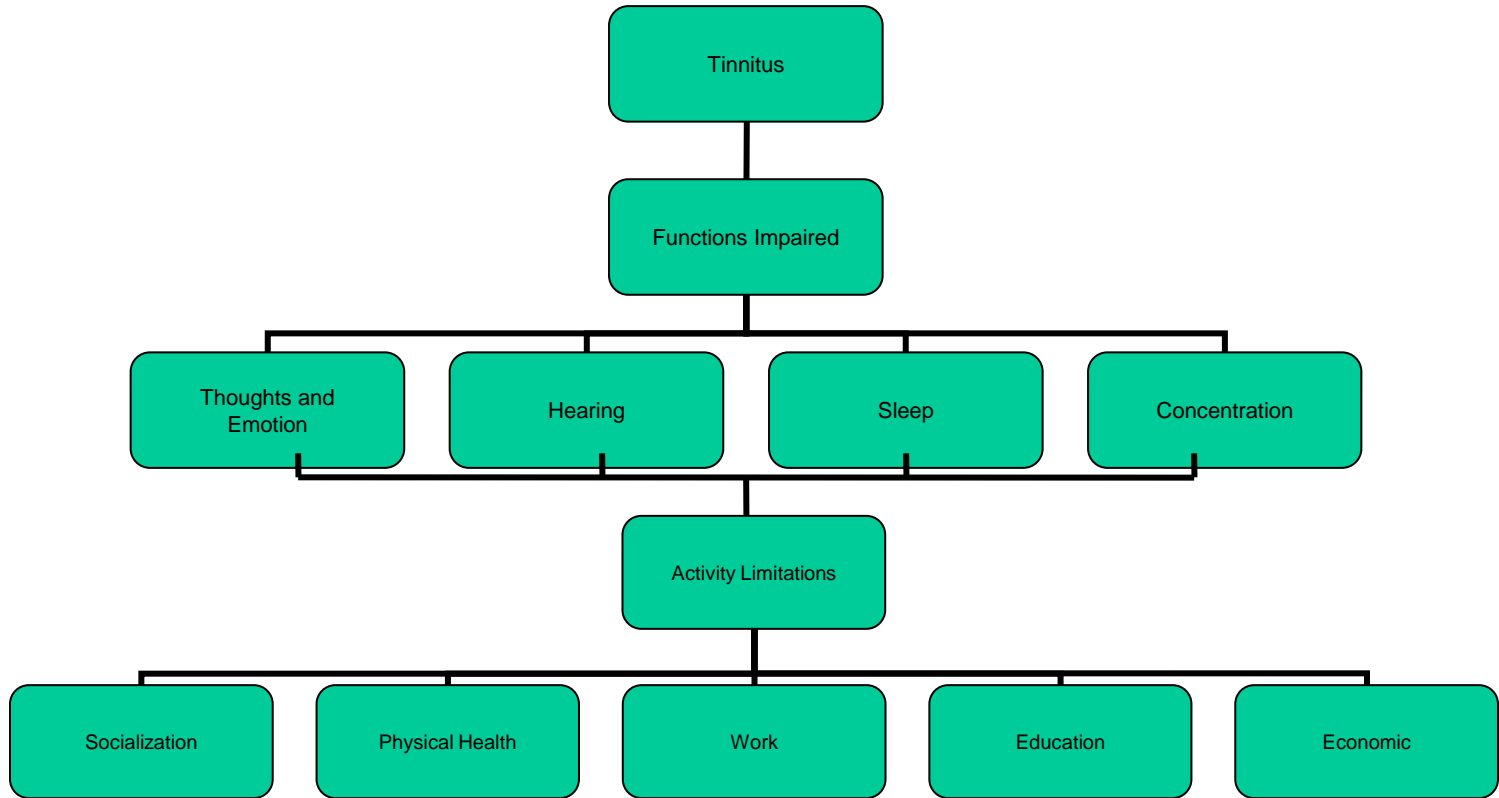 Tinnitus
Functions Impaired
Thoughts and
Emotion
Hearing
Sleep
Concentration
Activity Limitations
Socialization
Physical Health
Work
Education
Economic